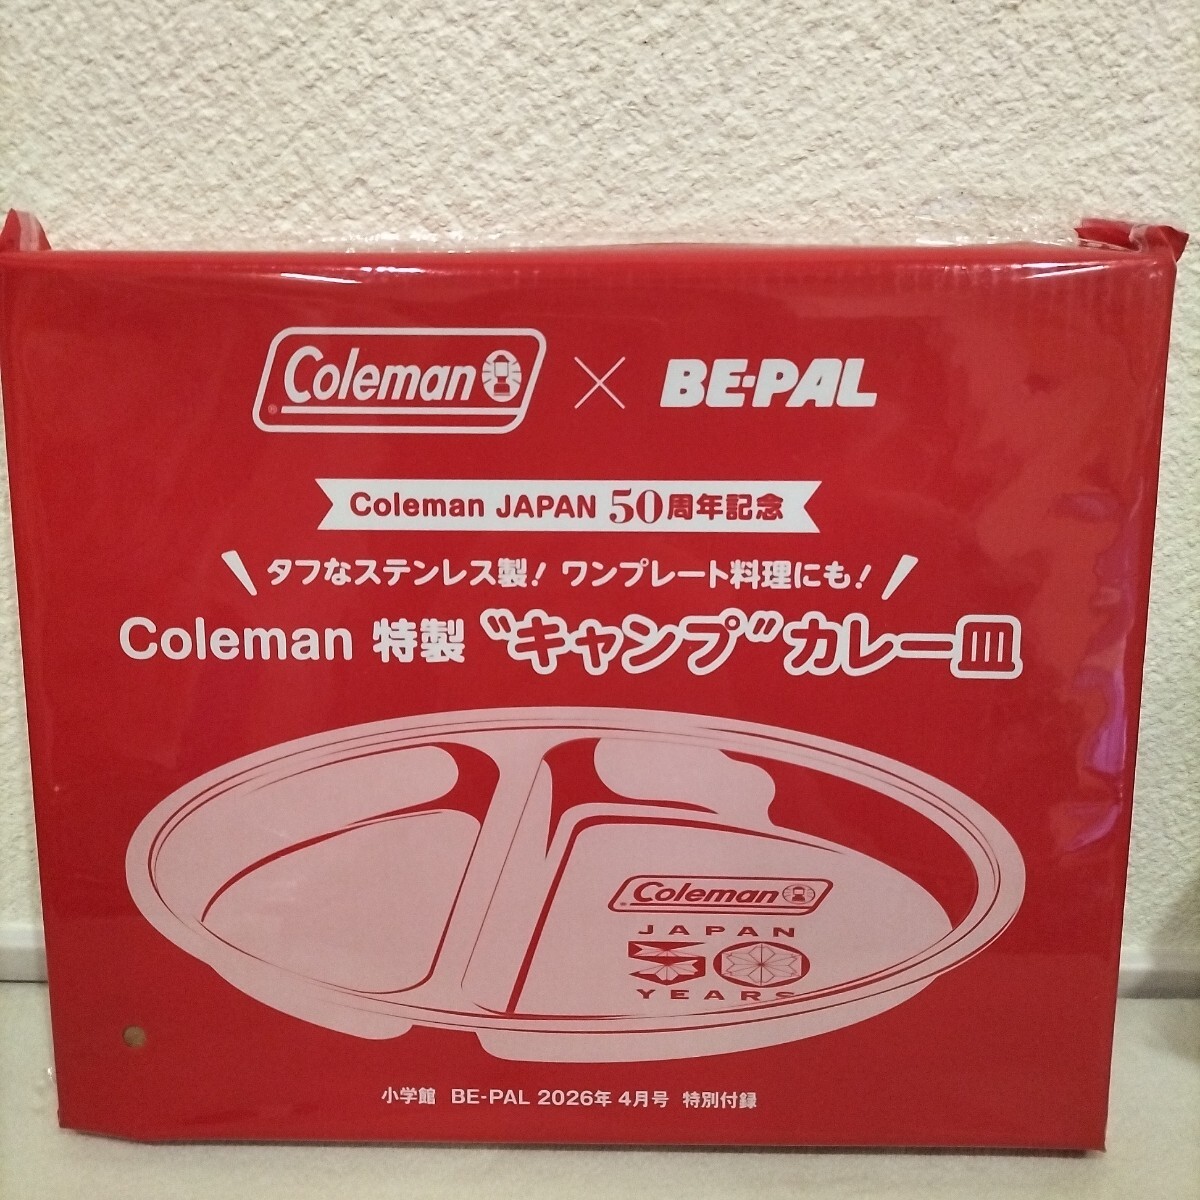 Coleman ® × BE-PAL
Coleman JAPAN 50周年記念
タフなステンレス製! ワンプレート料理にも!
Coleman 特製 “キャンプ” カレー皿
Coleman
JAPAN
50
YEARS
小学館 BE-PAL 2026年 4月号 特別付録